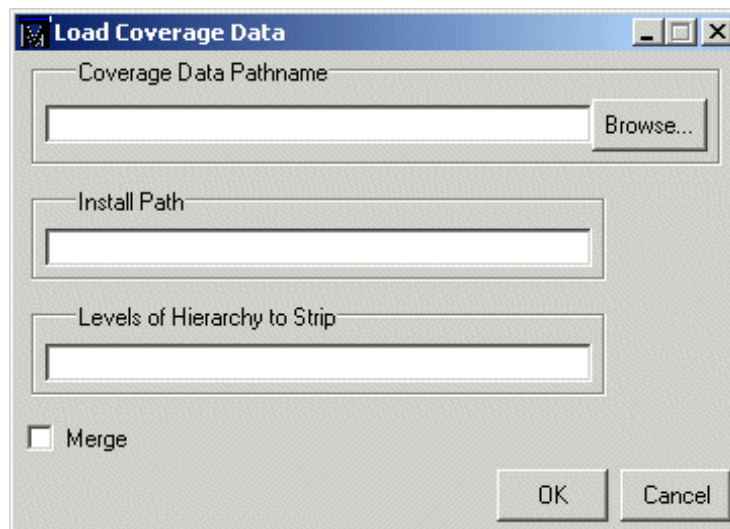 Load Coverage Data
Coverage Data Pathname
Browse...
Install Path
Levels of Hierarchy to Strip
Merge
OK
Cancel